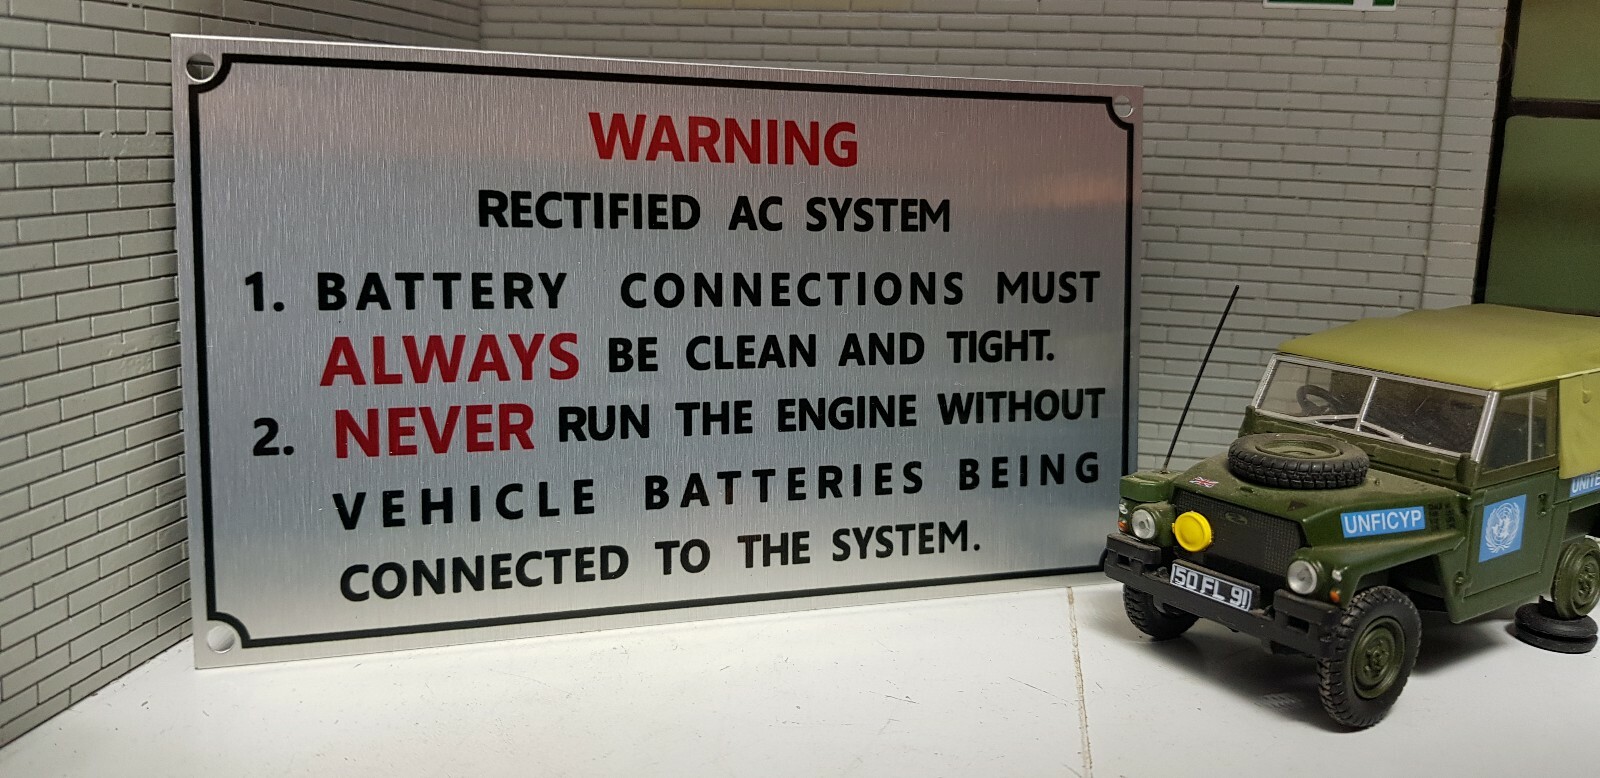 WARNING
RECTIFIED AC SYSTEM
1. BATTERY CONNECTIONS MUST
ALWAYS BE CLEAN AND TIGHT.
2. NEVER RUN THE ENGINE WITHOUT
VEHICLE BATTERIES BEING
CONNECTED TO THE SYSTEM.
UNFICYP
50 FL 91